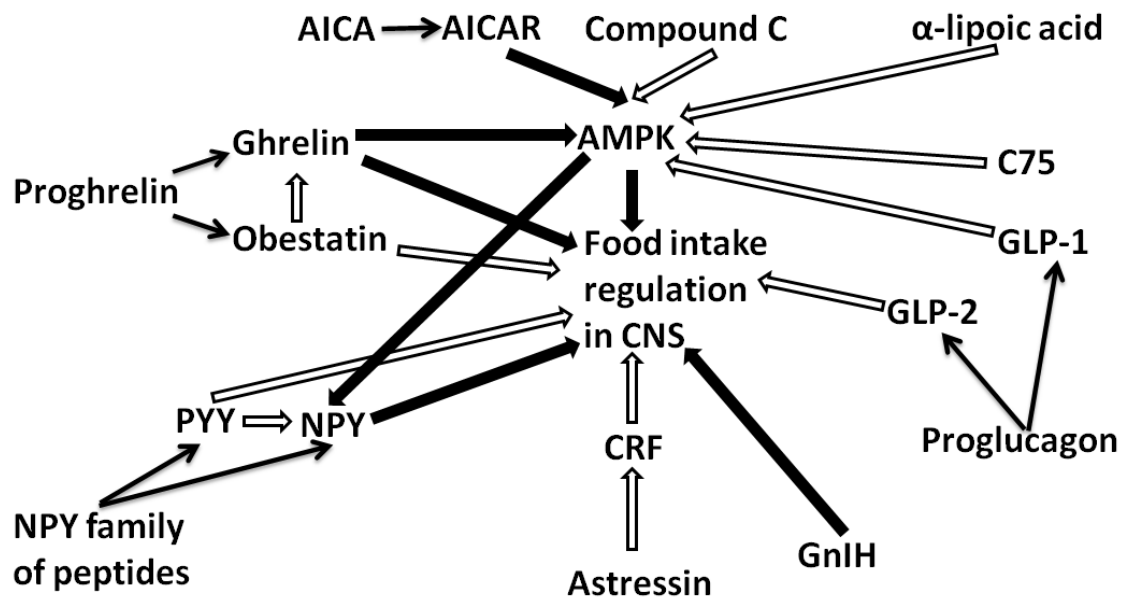 AICA
AICAR
Compound C
α-lipoic acid
Ghrelin
AMPK
C75
Proghrelin
Obestatin
Food intake
regulation
in CNS
GLP-1
GLP-2
PYY
NPY
CRF
Proglucagon
NPY family
of peptides
GnIH
Astressin